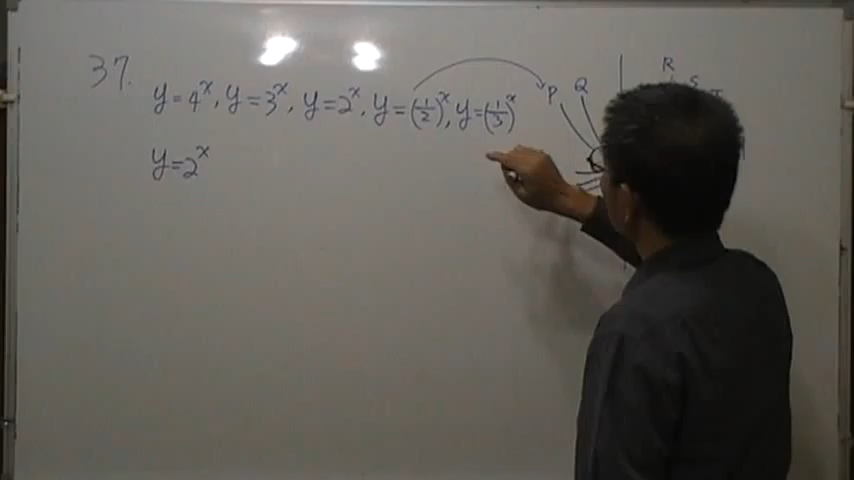 37.
y=4^x, y=3^x, y=2^x, y=(1/2)^x, y=(1/3)^x
P Q R S T
y=2^x